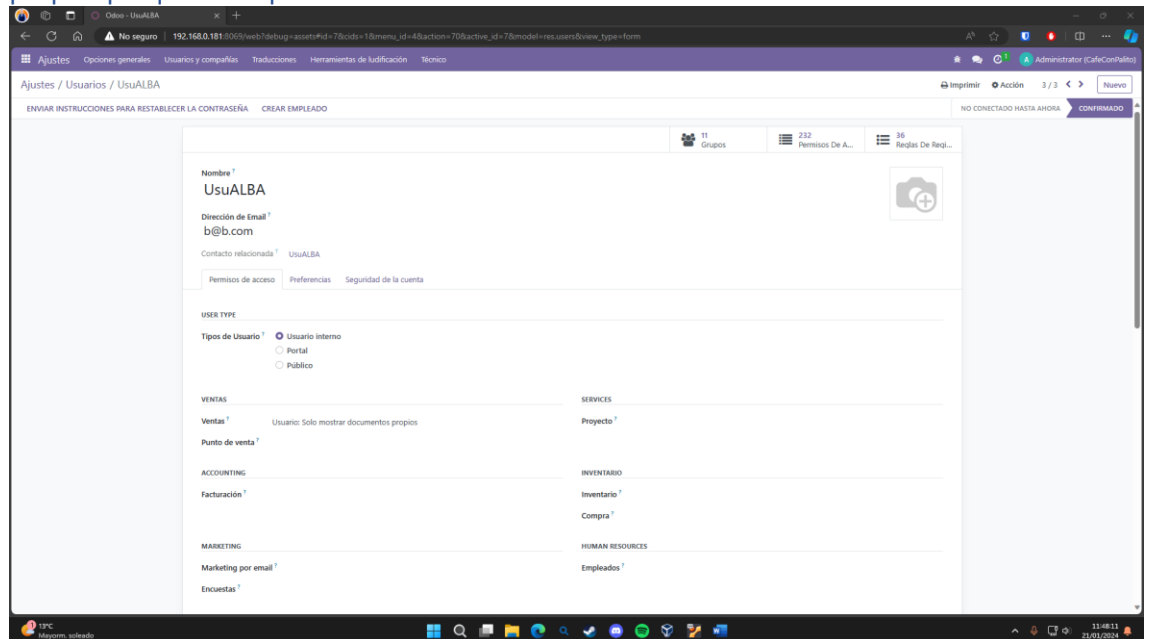 Odoo - UsuALBA
No seguro 192.168.0.181:8069/web?debug=assets#id=7&cids=1&menu_id=4&action=70&active_id=7&model=res.users&view_type=form
Ajustes Opciones generales Usuarios y compañías Traducciones Herramientas de ludificación Técnico 1 A Administrator (CafeConPalito)
Ajustes / Usuarios / UsuALBA Imprimir Acción 3 / 3 Nuevo
ENVIAR INSTRUCCIONES PARA RESTABLECER LA CONTRASEÑA CREAR EMPLEADO NO CONECTADO HASTA AHORA CONFIRMADO
11 232 36
Grupos Permisos De A... Reglas De Regi...
Nombre ?
UsuALBA
Dirección de Email ?
b@b.com
Contacto relacionada ? UsuALBA
Permisos de acceso Preferencias Seguridad de la cuenta
USER TYPE
Tipos de Usuario ? Usuario interno
Portal
Público
VENTAS SERVICES
Ventas ? Usuario: Solo mostrar documentos propios Proyecto ?
Punto de venta ?
ACCOUNTING INVENTARIO
Facturación ? Inventario ?
Compra ?
MARKETING HUMAN RESOURCES
Marketing por email ? Empleados ?
Encuestas ?
1 13°C 11:48:11
Mayorm. soleado 21/01/2024